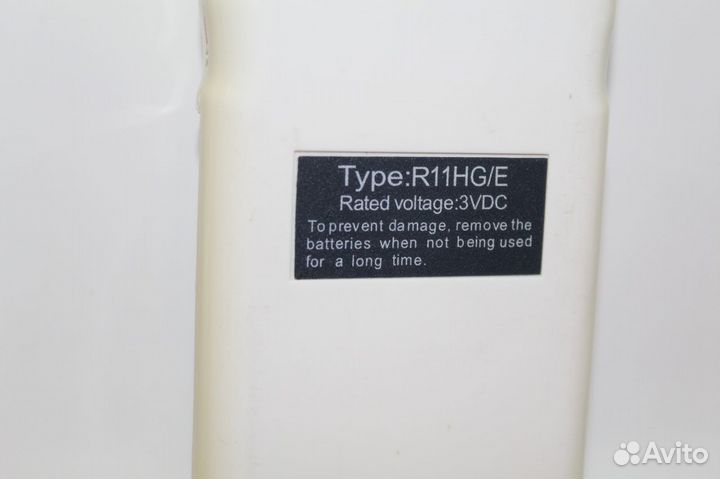 Type:R11HG/E
Rated voltage:3VDC
To prevent damage, remove the
batteries when not being used
for a long time.
Avito